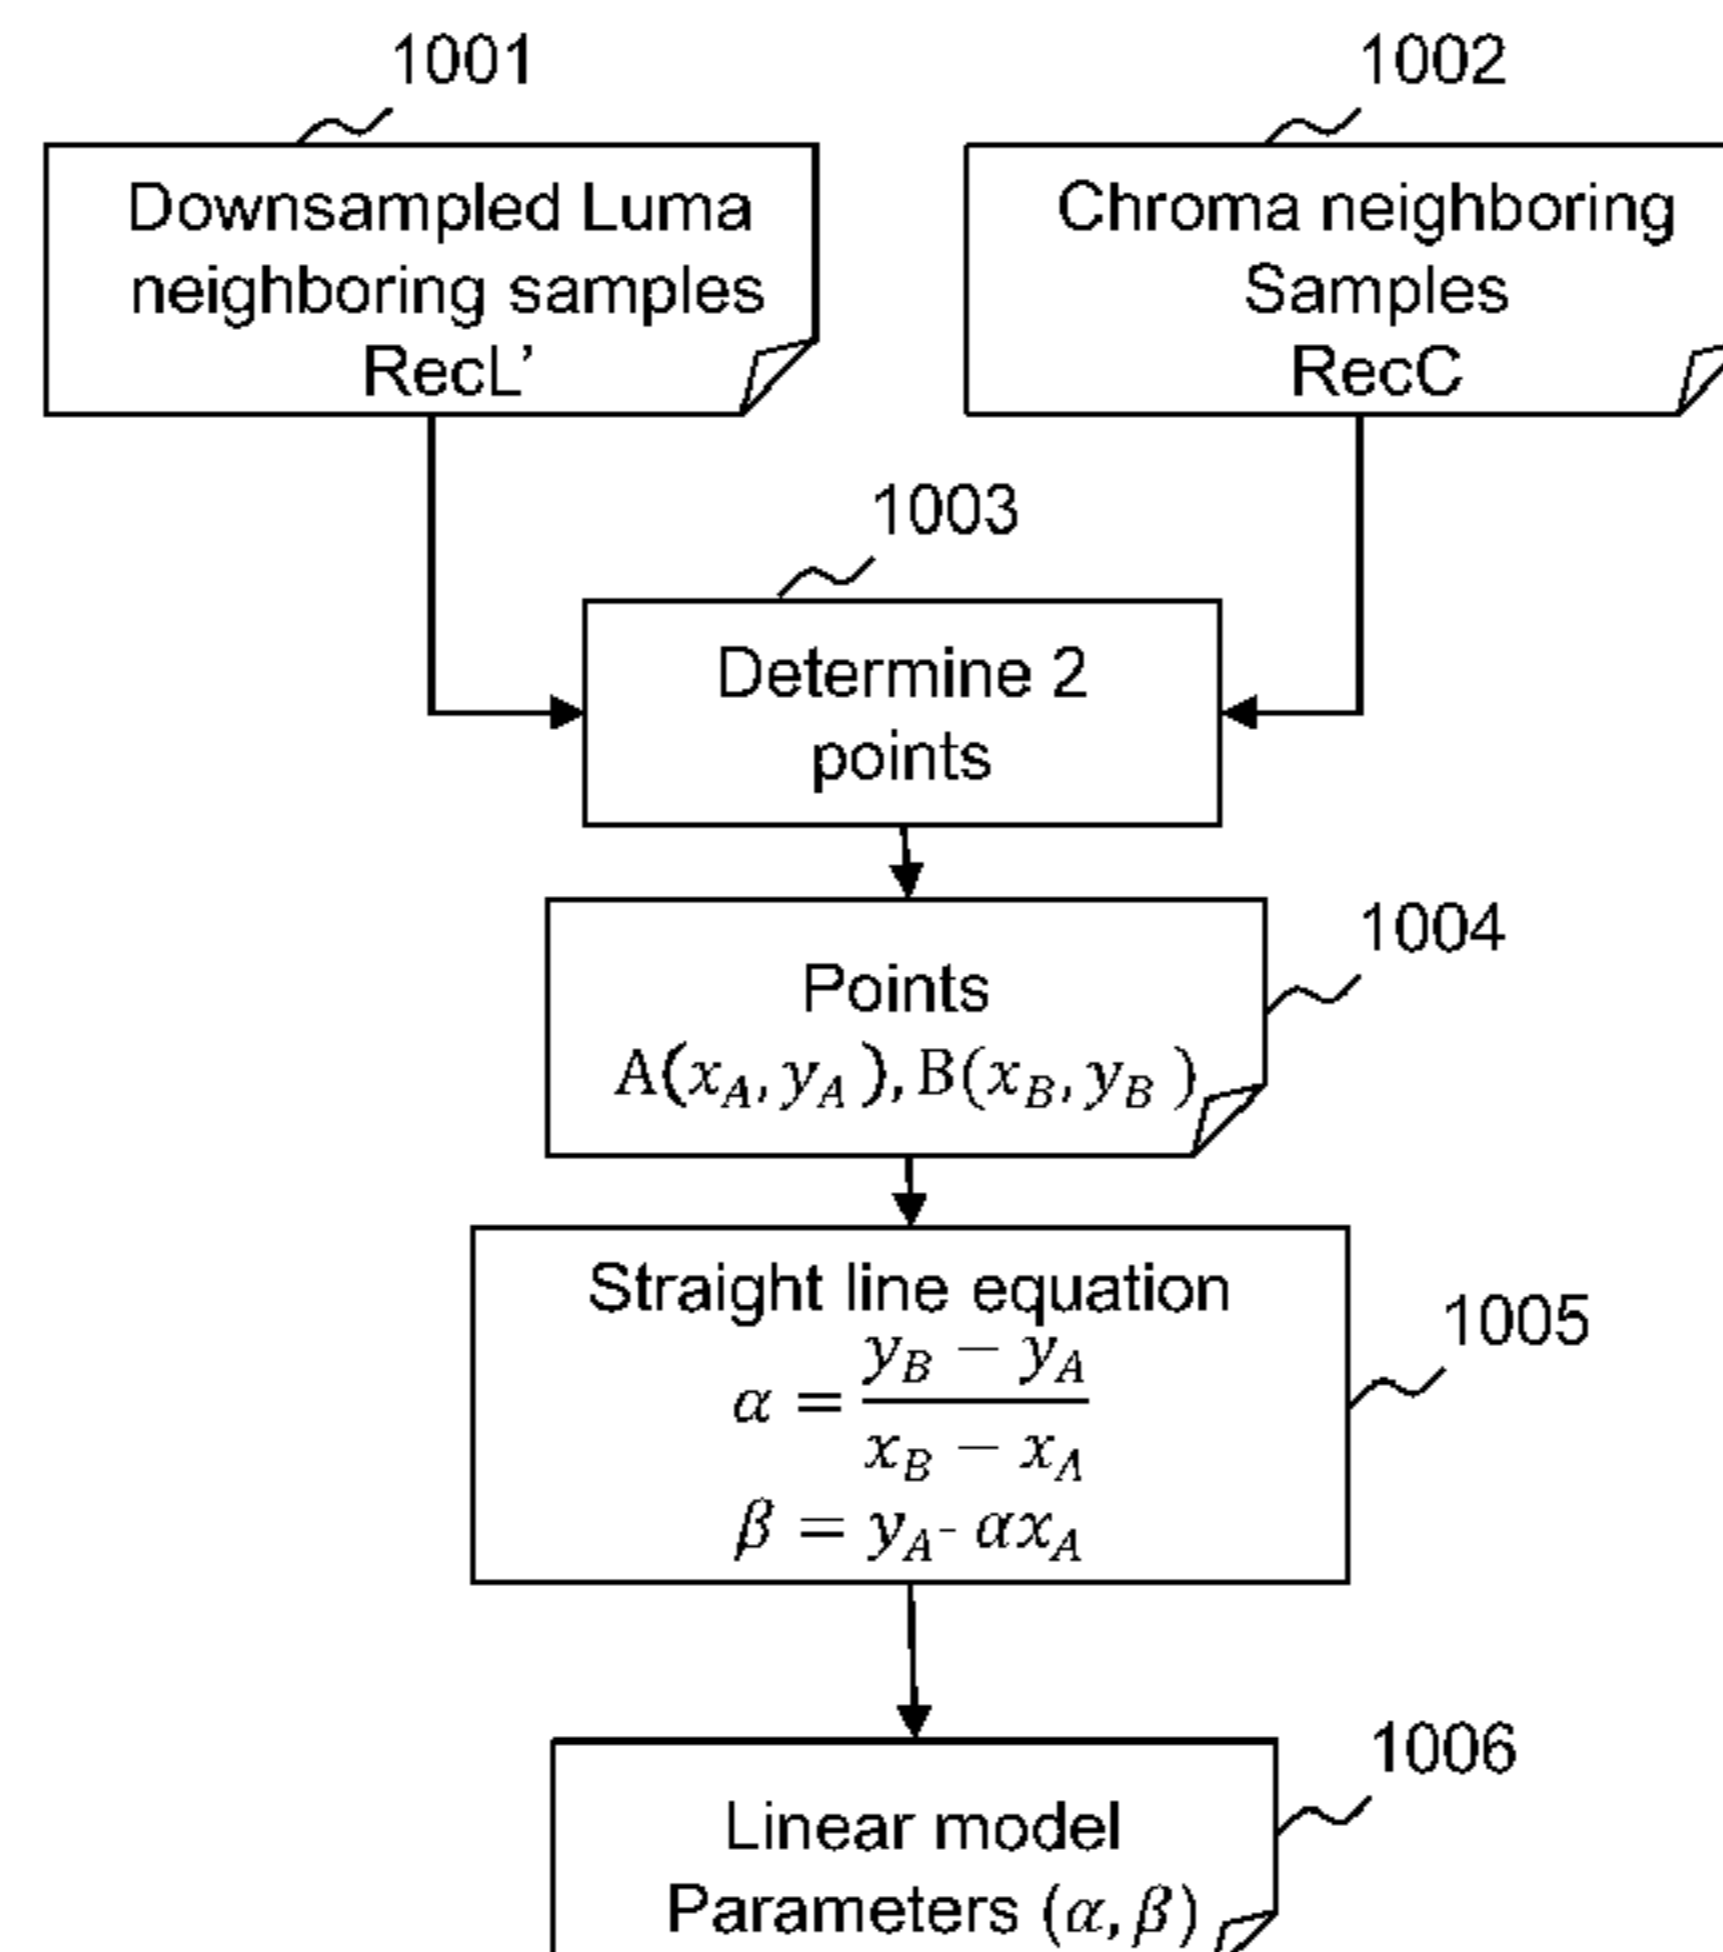 1001
1002
Downsampled Luma
neighboring samples
RecL’
Chroma neighboring
Samples
RecC
1003
Determine 2
points
1004
Points
A(x_A, y_A), B(x_B, y_B)
1005
Straight line equation
α = \frac{y_B − y_A}{x_B − x_A}
β = y_A- αx_A
1006
Linear model
Parameters (α, β)